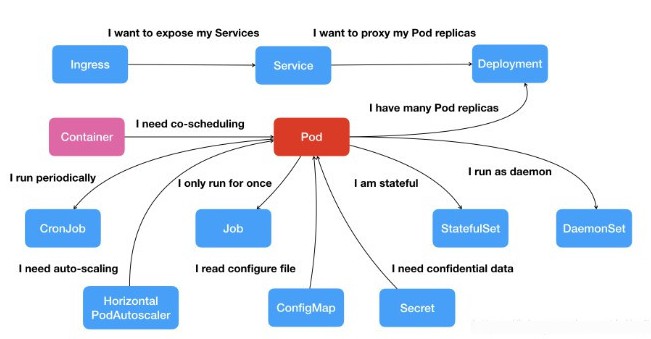 I want to expose my Services
I want to proxy my Pod replicas
Ingress
Service
Deployment
I have many Pod replicas
I need co-scheduling
Container
Pod
I run periodically
I only run for once
I am stateful
I run as daemon
CronJob
Job
StatefulSet
DaemonSet
I need auto-scaling
I read configure file
I need confidential data
Horizontal
PodAutoscaler
ConfigMap
Secret